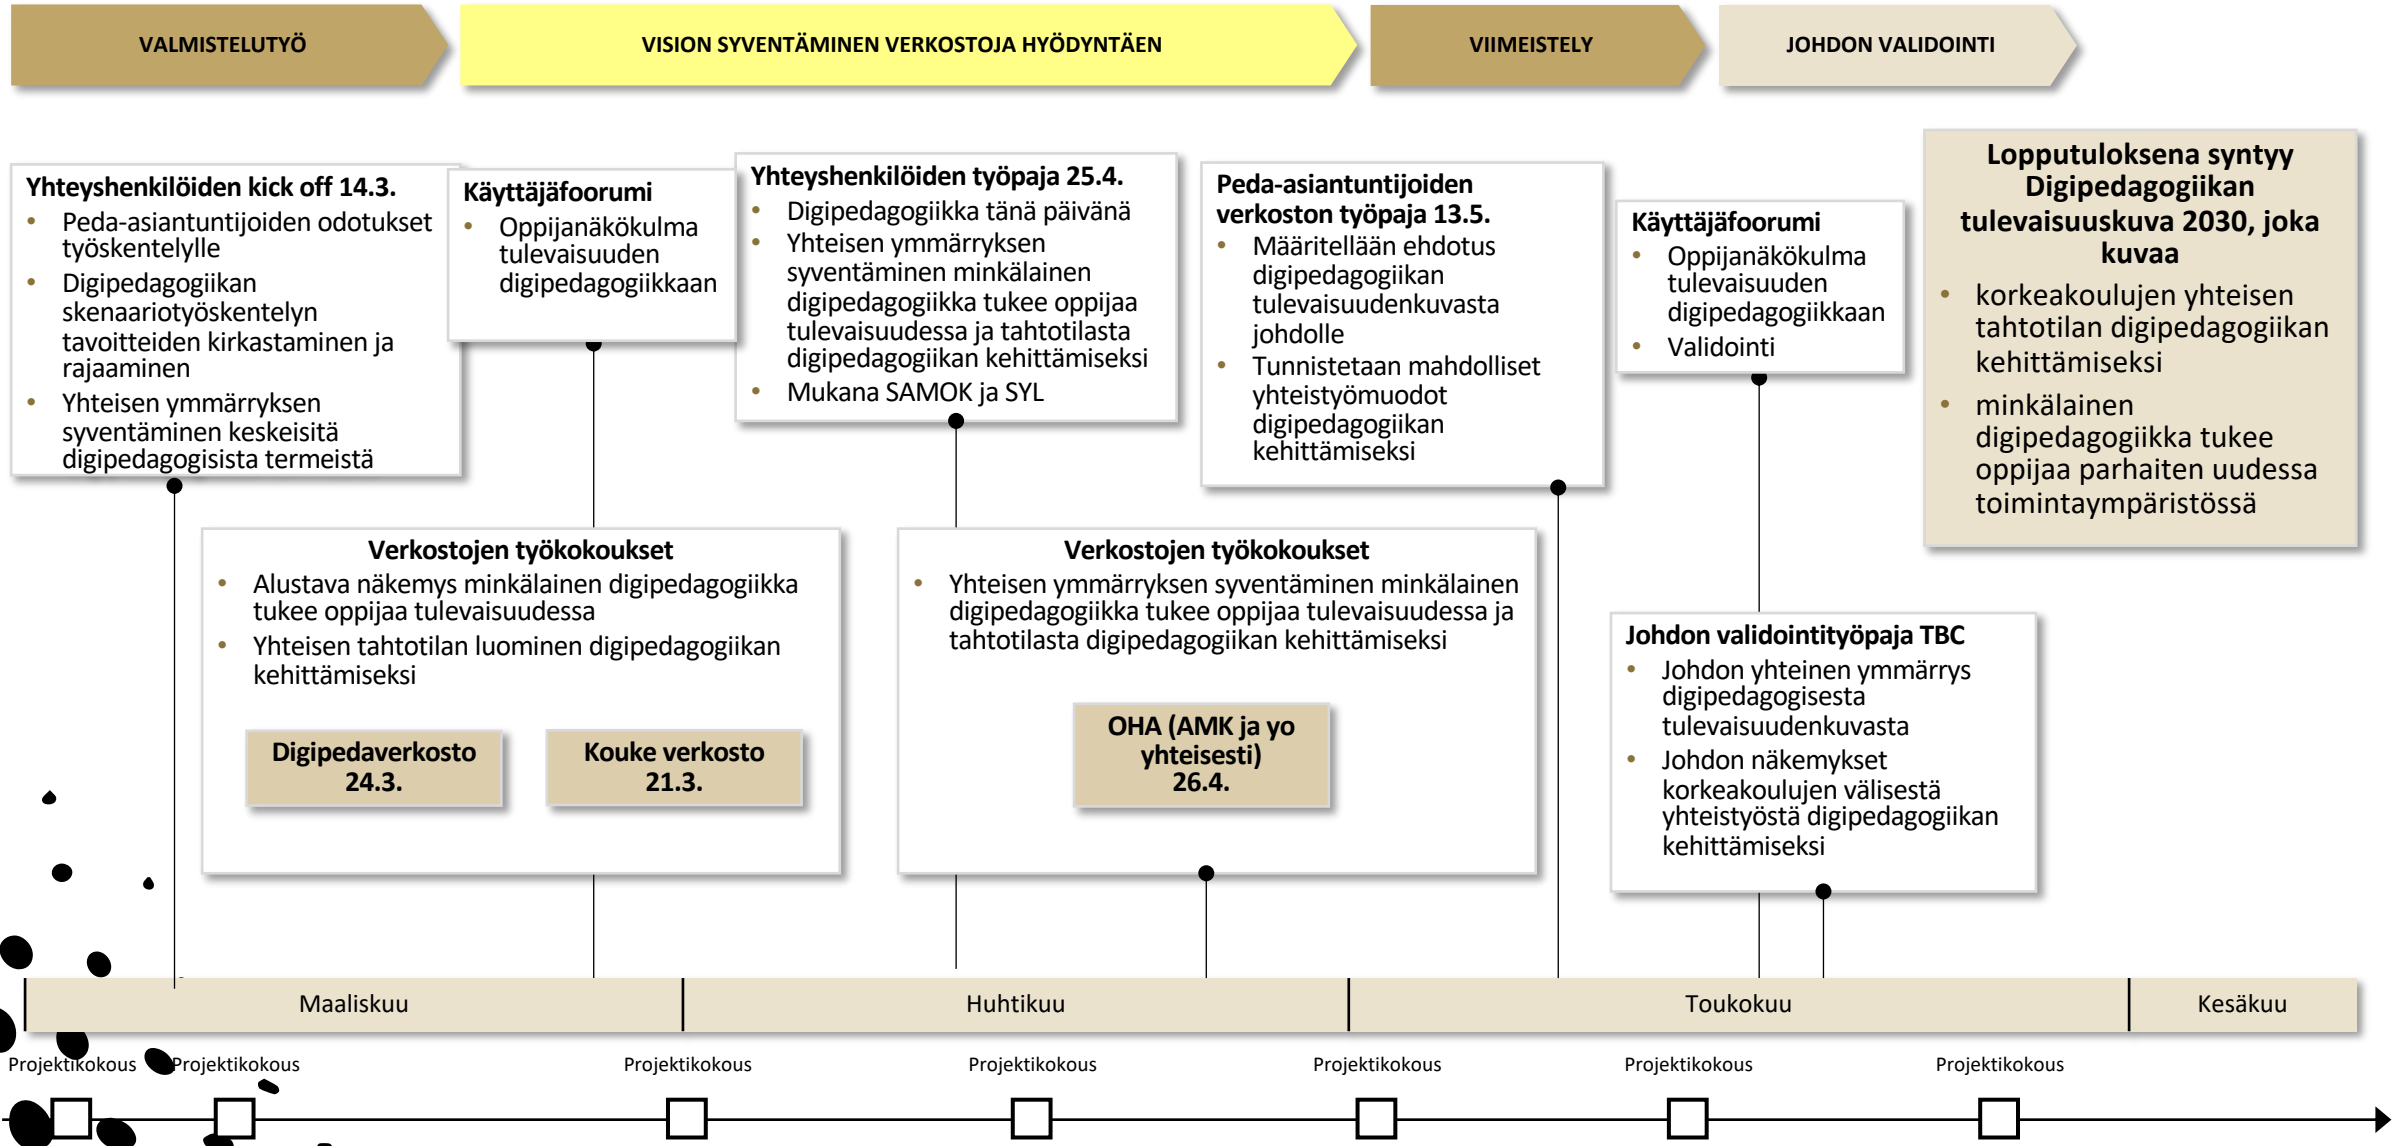 VALMISTELUTYÖ
VISION SYVENTÄMINEN VERKOSTOJA HYÖDYNTÄEN
VIIMEISTELY
JOHDON VALIDOINTI
Yhteyshenkilöiden kick off 14.3.
• Peda-asiantuntijoiden odotukset
työskentelylle
• Digipedagogiikan
skenaariotyöskentelyn
tavoitteiden kirkastaminen ja
rajaaminen
• Yhteisen ymmärryksen
syventäminen keskeisitä
digipedagogisista termeistä
Käyttäjäfoorumi
• Oppijanäkökulma
tulevaisuuden
digipedagogiikkaan
Yhteyshenkilöiden työpaja 25.4.
• Digipedagogiikka tänä päivänä
• Yhteisen ymmärryksen
syventäminen minkälainen
digipedagogiikka tukee oppijaa
tulevaisuudessa ja tahtotilasta
digipedagogiikan kehittämiseksi
• Mukana SAMOK ja SYL
Peda-asiantuntijoiden
verkoston työpaja 13.5.
• Määritellään ehdotus
digipedagogiikan
tulevaisuudenkuvasta
johdolle
• Tunnistetaan mahdolliset
yhteistyömuodot
digipedagogiikan
kehittämiseksi
Käyttäjäfoorumi
• Oppijanäkökulma
tulevaisuuden
digipedagogiikkaan
• Validointi
Lopputuloksena syntyy
Digipedagogiikan
tulevaisuuskuva 2030, joka
kuvaa
• korkeakoulujen yhteisen
tahtotilan digipedagogiikan
kehittämiseksi
• minkälainen
digipedagogiikka tukee
oppijaa parhaiten uudessa
toimintaympäristössä
Verkostojen työkokoukset
• Alustava näkemys minkälainen digipedagogiikka
tukee oppijaa tulevaisuudessa
• Yhteisen tahtotilan luominen digipedagogiikan
kehittämiseksi
Digipedaverkosto
24.3.
Kouke verkosto
21.3.
Verkostojen työkokoukset
• Yhteisen ymmärryksen syventäminen minkälainen
digipedagogiikka tukee oppijaa tulevaisuudessa ja
tahtotilasta digipedagogiikan kehittämiseksi
OHA (AMK ja yo
yhteisesti)
26.4.
Johdon validointityöpaja TBC
• Johdon yhteinen ymmärrys
digipedagogisesta
tulevaisuudenkuvasta
• Johdon näkemykset
korkeakoulujen välisestä
yhteistyöstä digipedagogiikan
kehittämiseksi
Maaliskuu
Huhtikuu
Toukokuu
Kesäkuu
Projektikokous
Projektikokous
Projektikokous
Projektikokous
Projektikokous
Projektikokous
Projektikokous